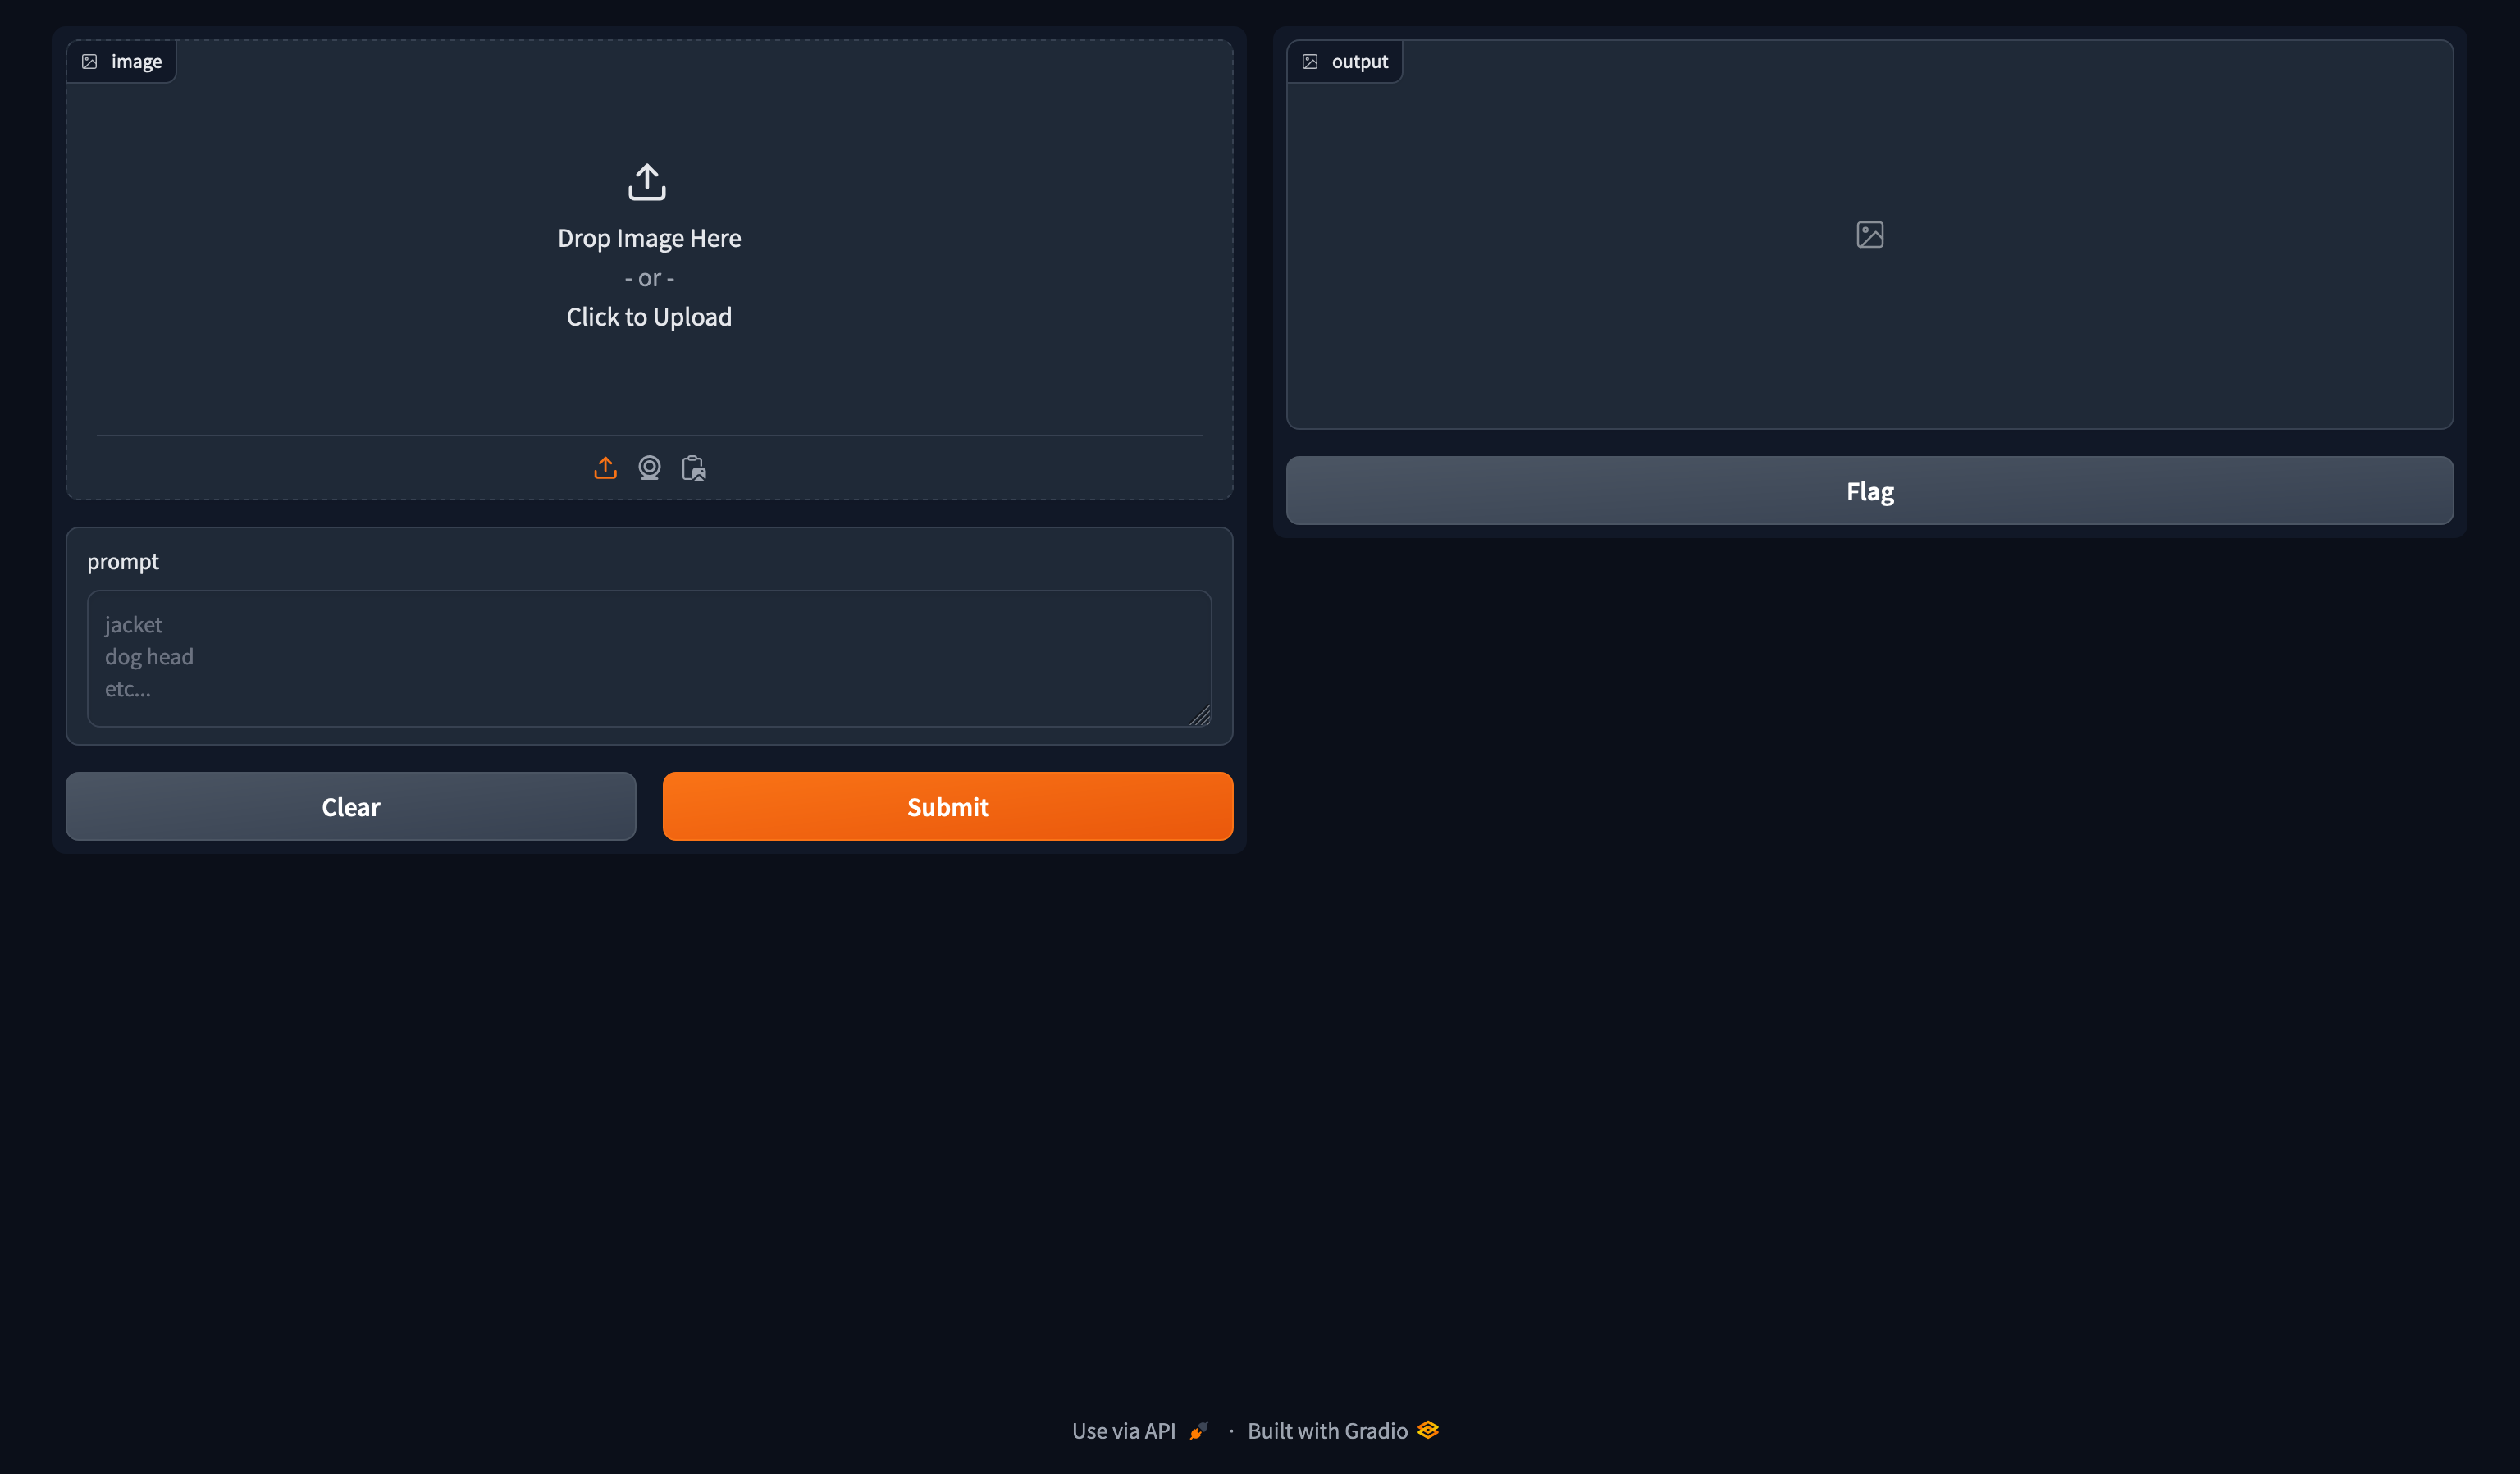 image
Drop Image Here
- or -
Click to Upload
prompt
jacket
dog head
etc...
Clear
Submit
output
Flag
Use via API · Built with Gradio